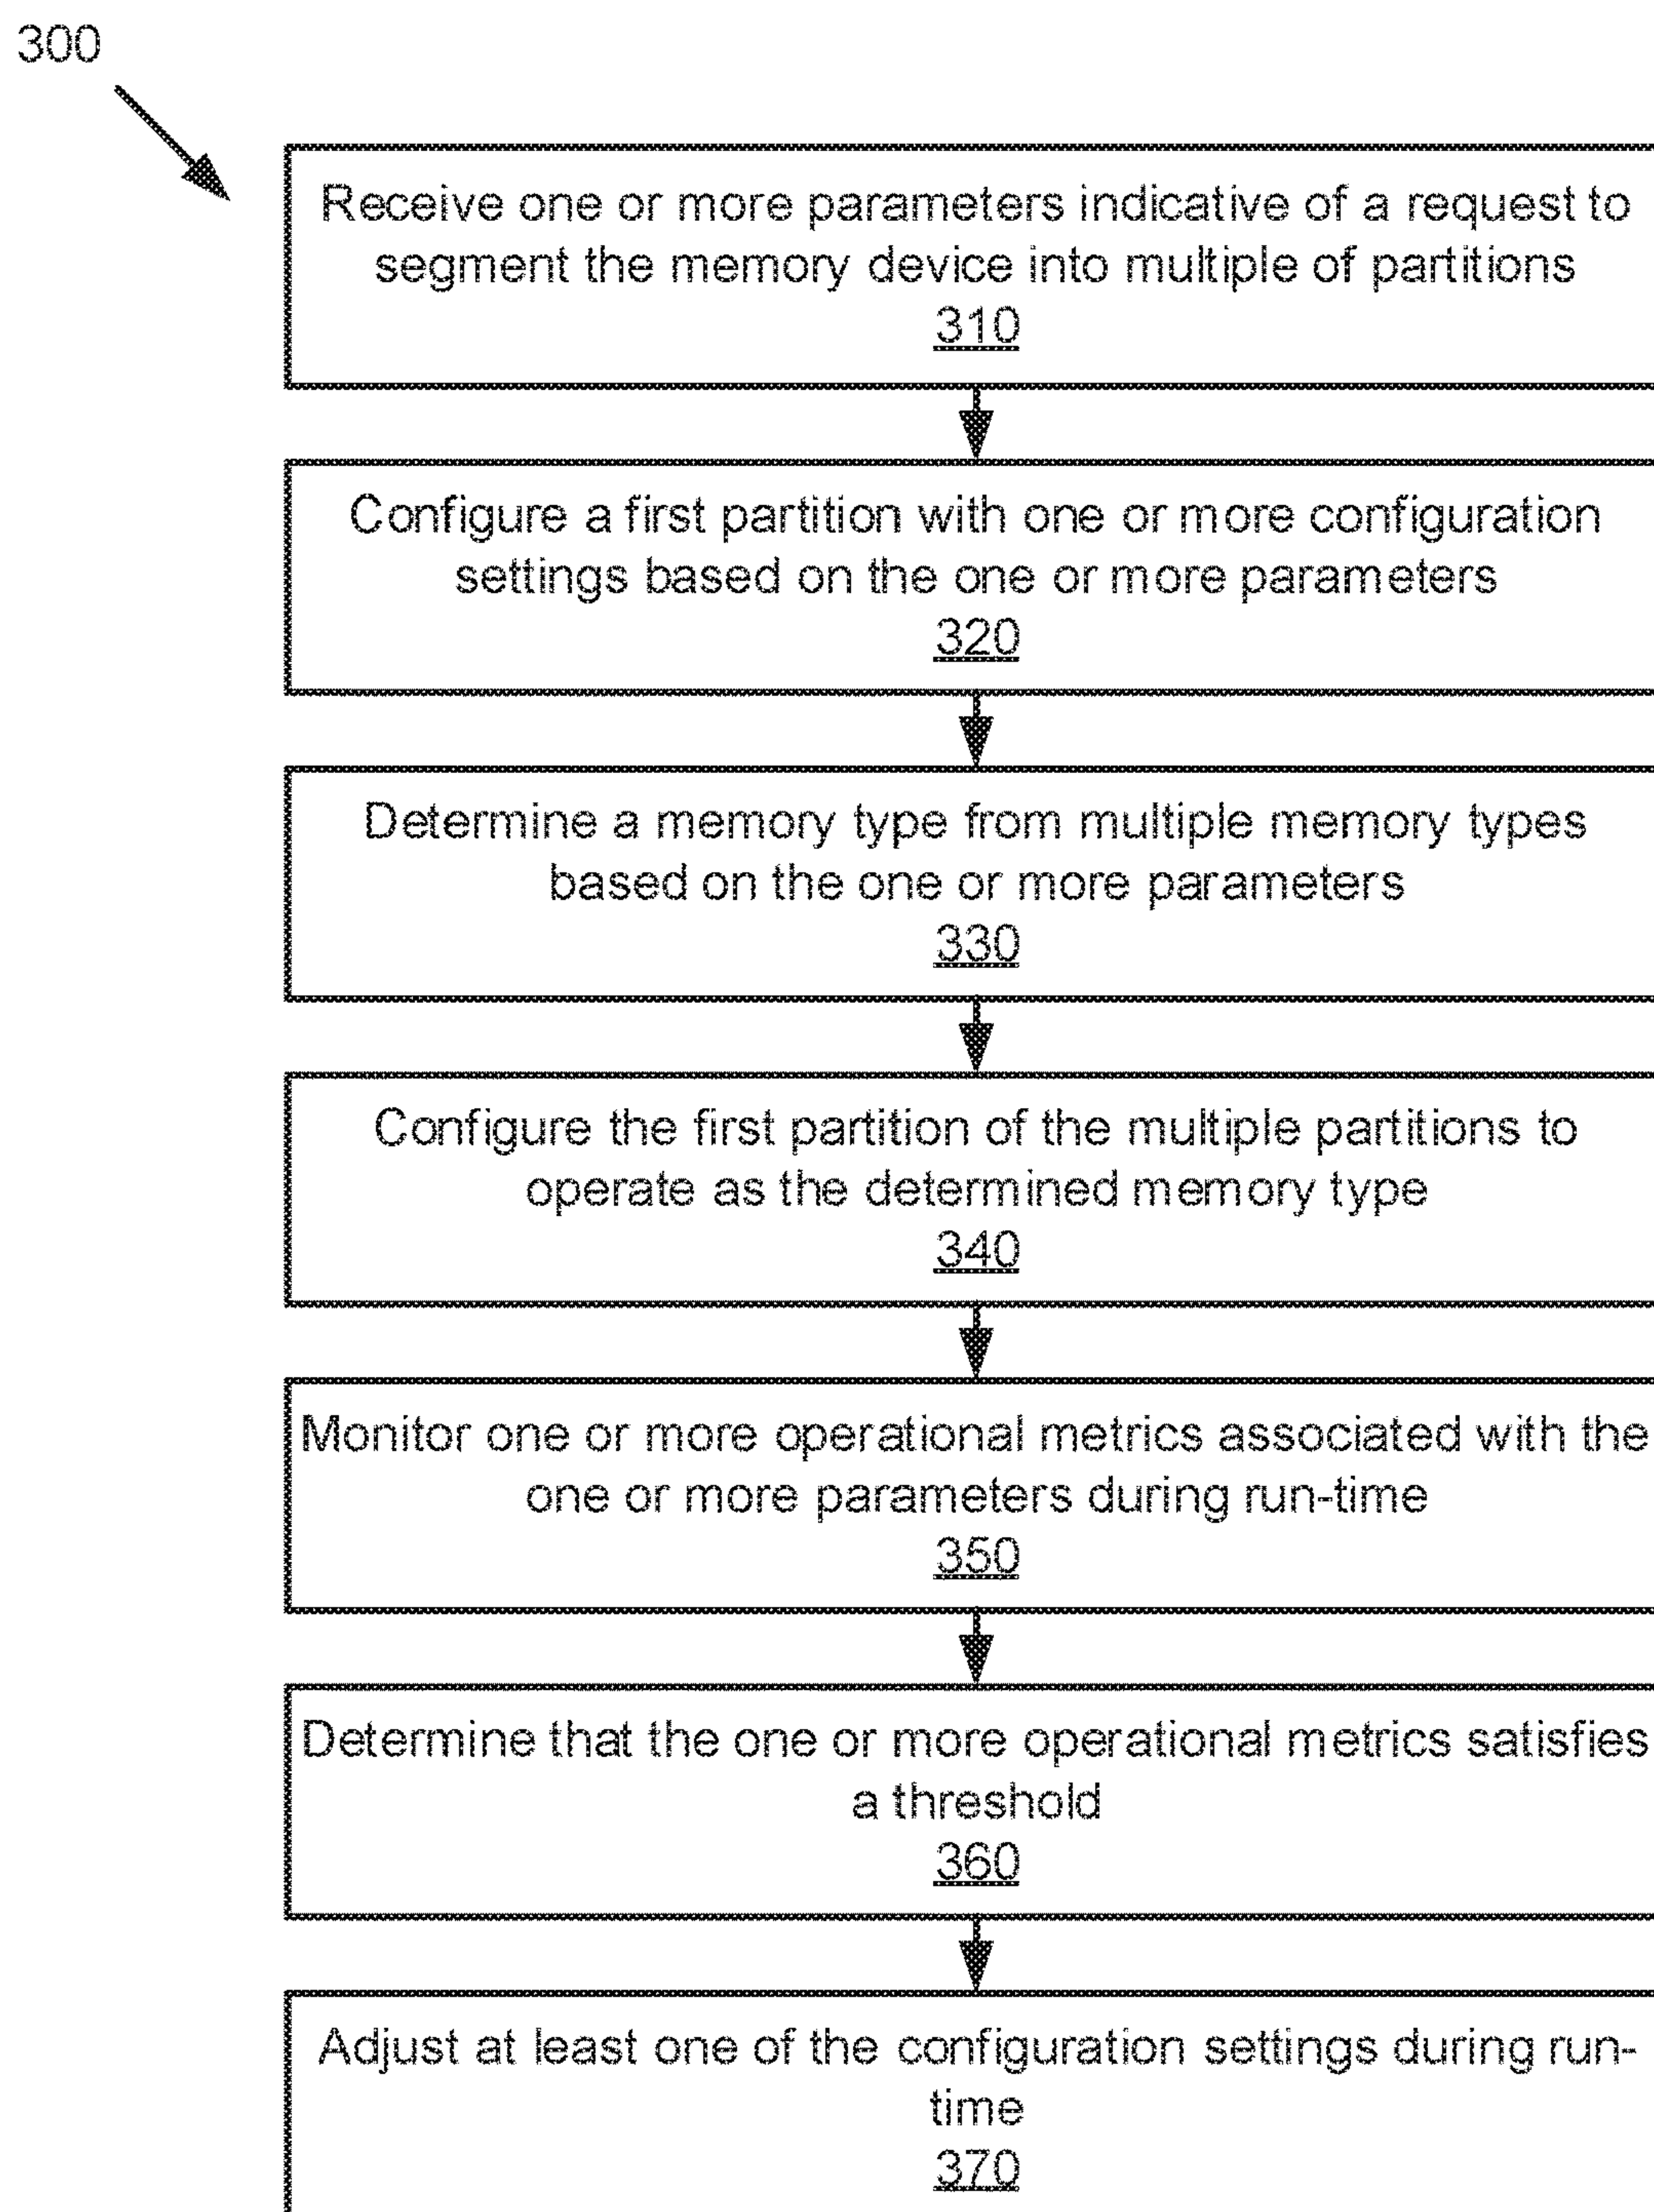 300
Receive one or more parameters indicative of a request to
segment the memory device into multiple of partitions
310
Configure a first partition with one or more configuration
settings based on the one or more parameters
320
Determine a memory type from multiple memory types
based on the one or more parameters
330
Configure the first partition of the multiple partitions to
operate as the determined memory type
340
Monitor one or more operational metrics associated with the
one or more parameters during run-time
350
Determine that the one or more operational metrics satisfies
a threshold
360
Adjust at least one of the configuration settings during run-
time
370